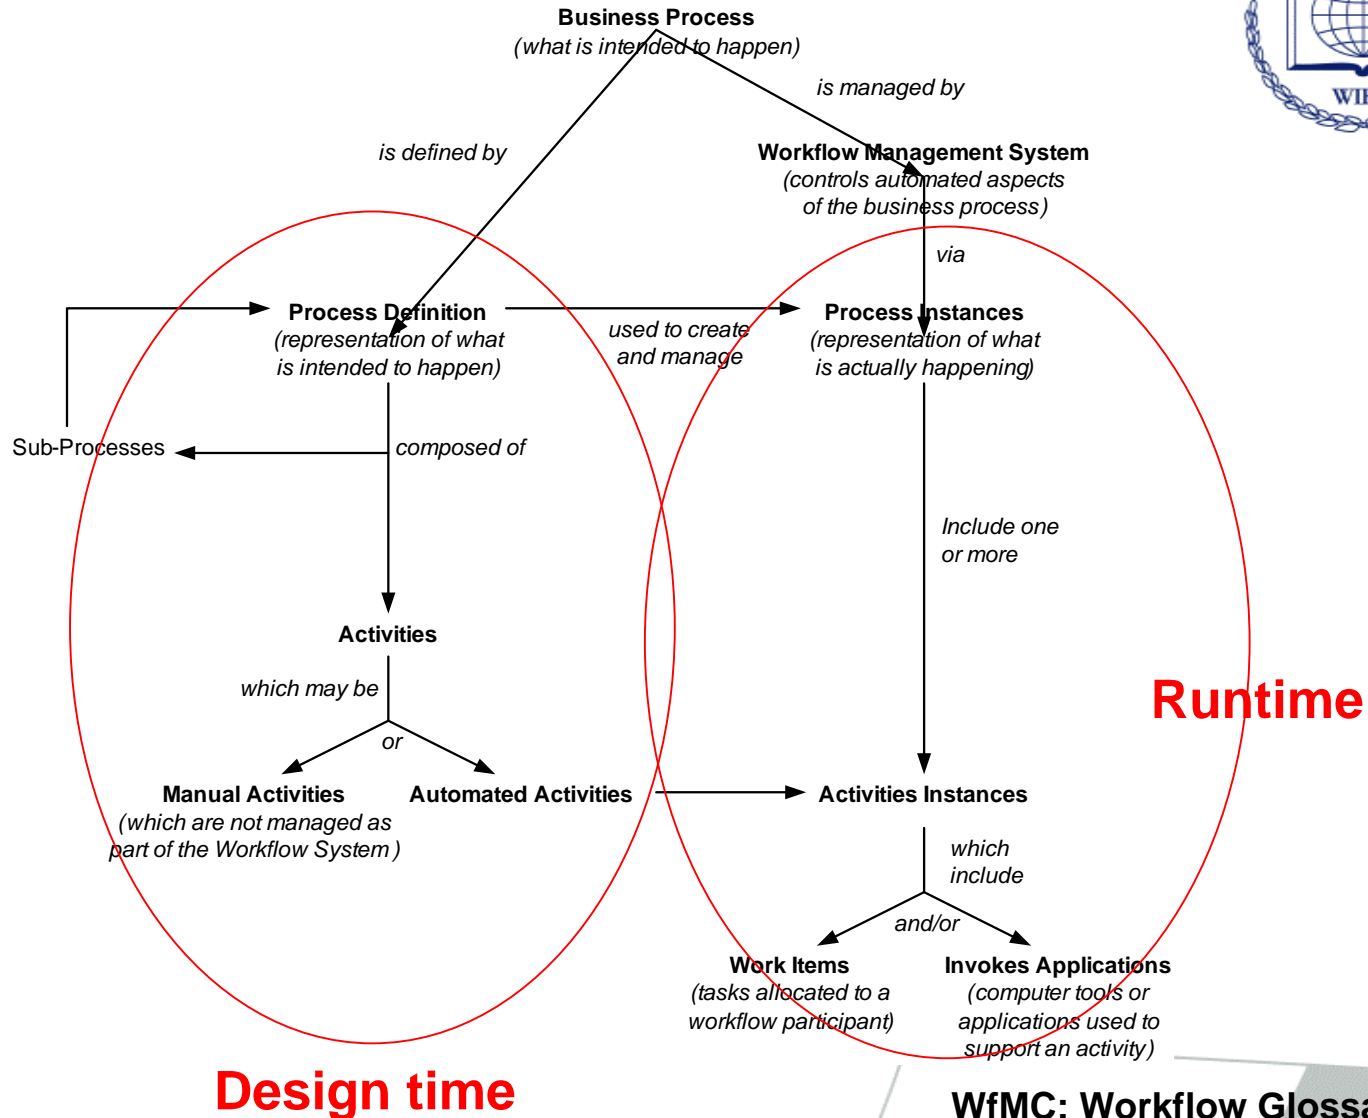 Business Process
(what is intended to happen)
is managed by
is defined by
Workflow Management System
(controls automated aspects
of the business process)
via
Process Definition
(representation of what
is intended to happen)
used to create
and manage
Process Instances
(representation of what
is actually happening)
Sub-Processes
composed of
Include one
or more
Activities
which may be
or
Runtime
Manual Activities
(which are not managed as
part of the Workflow System)
Automated Activities
Activities Instances
which
include
and/or
Work Items
(tasks allocated to a
workflow participant)
Invokes Applications
(computer tools or
applications used to
support an activity)
Design time
WfMC: Workflow